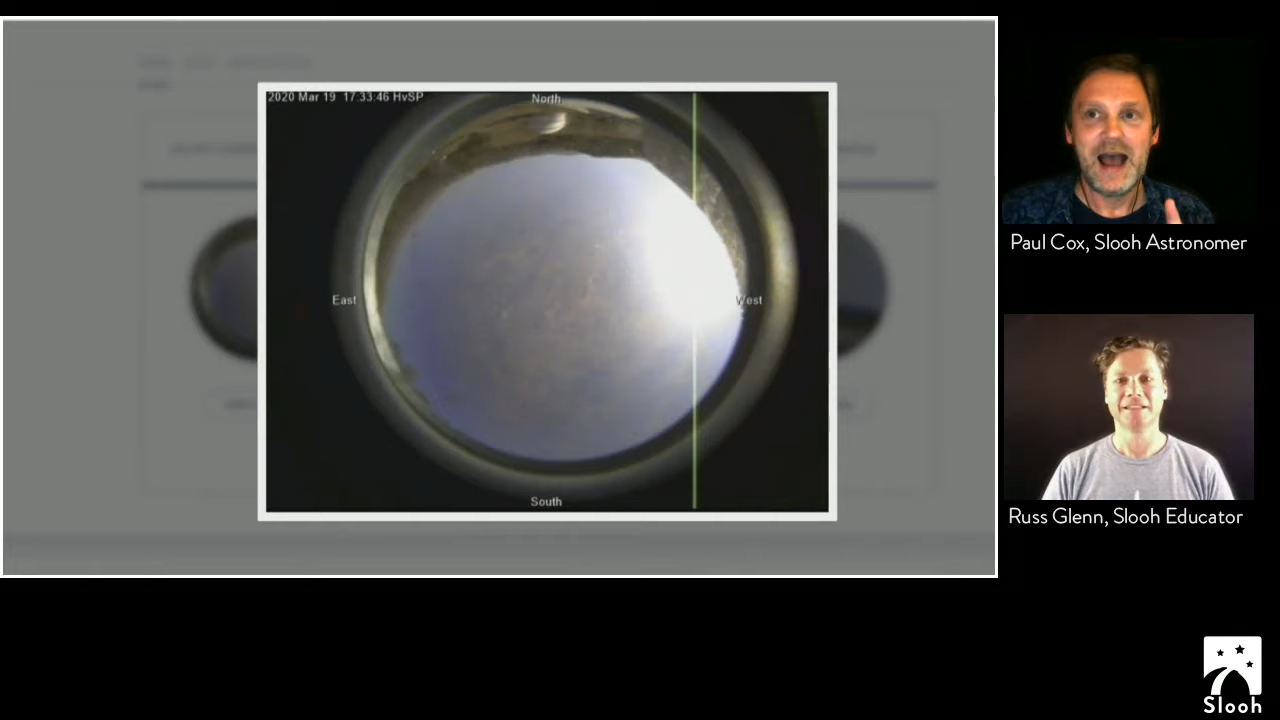 2020 Mar 19 17:33:46 HvSP
North
East
West
South
Paul Cox, Slooh Astronomer
Russ Glenn, Slooh Educator
Slooh